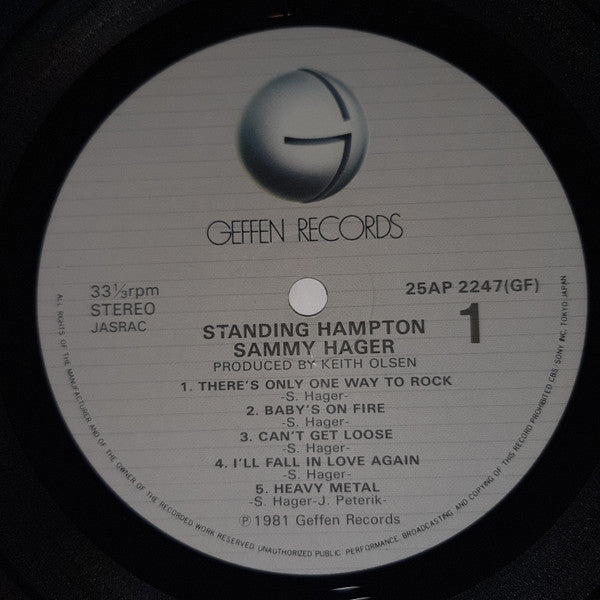 GEFFEN RECORDS
33⅓rpm
STEREO
JASRAC
25AP 2247(GF)
1
STANDING HAMPTON
SAMMY HAGER
PRODUCED BY KEITH OLSEN
1. THERE'S ONLY ONE WAY TO ROCK
-S. Hager-
2. BABY'S ON FIRE
-S. Hager-
3. CAN'T GET LOOSE
-S. Hager-
4. I'LL FALL IN LOVE AGAIN
-S. Hager-
5. HEAVY METAL
-S. Hager-J. Peterik-
℗ 1981 Geffen Records
ALL RIGHTS OF THE MANUFACTURER AND OF THE OWNER OF THE RECORDED WORK RESERVED. UNAUTHORIZED PUBLIC PERFORMANCE, BROADCASTING AND COPYING OF THIS RECORD PROHIBITED CBS/SONY INC. TOKYO JAPAN